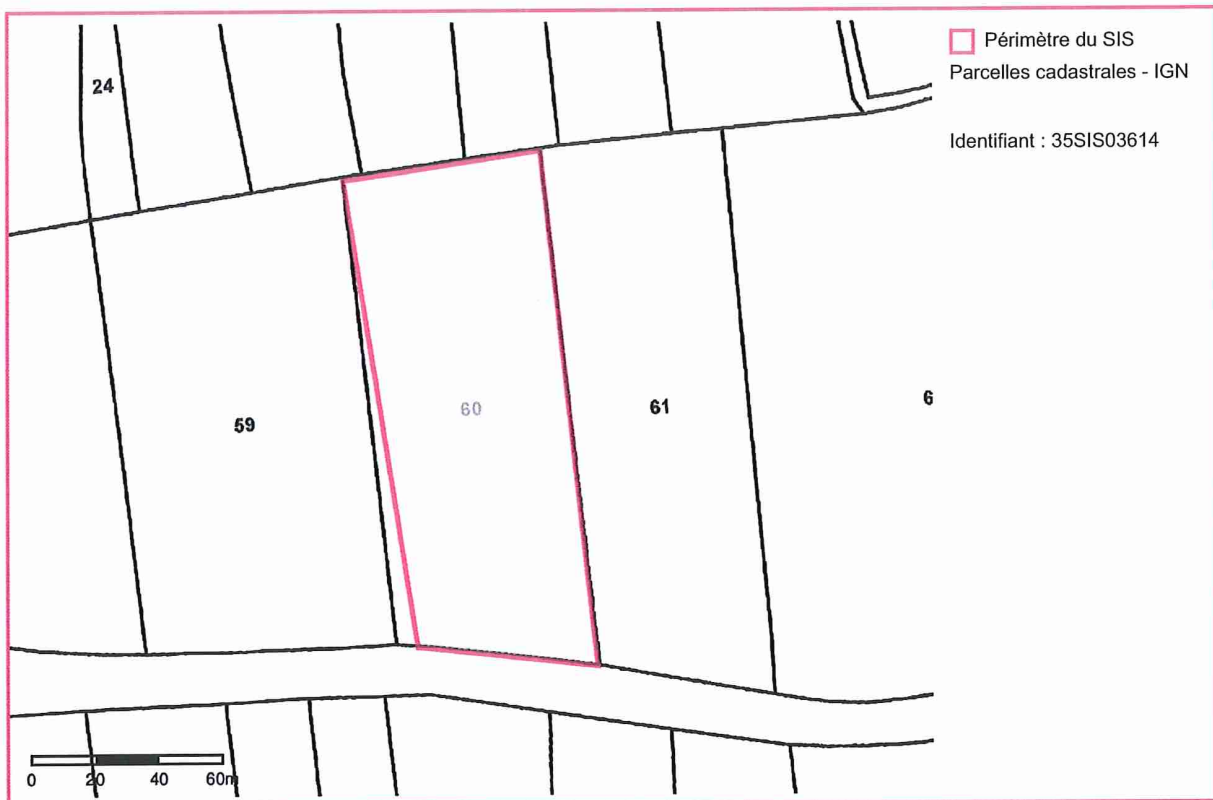 Périmètre du SIS
Parcelles cadastrales - IGN
Identifiant : 35SIS03614
24
59
60
61
6
0 20 40 60m